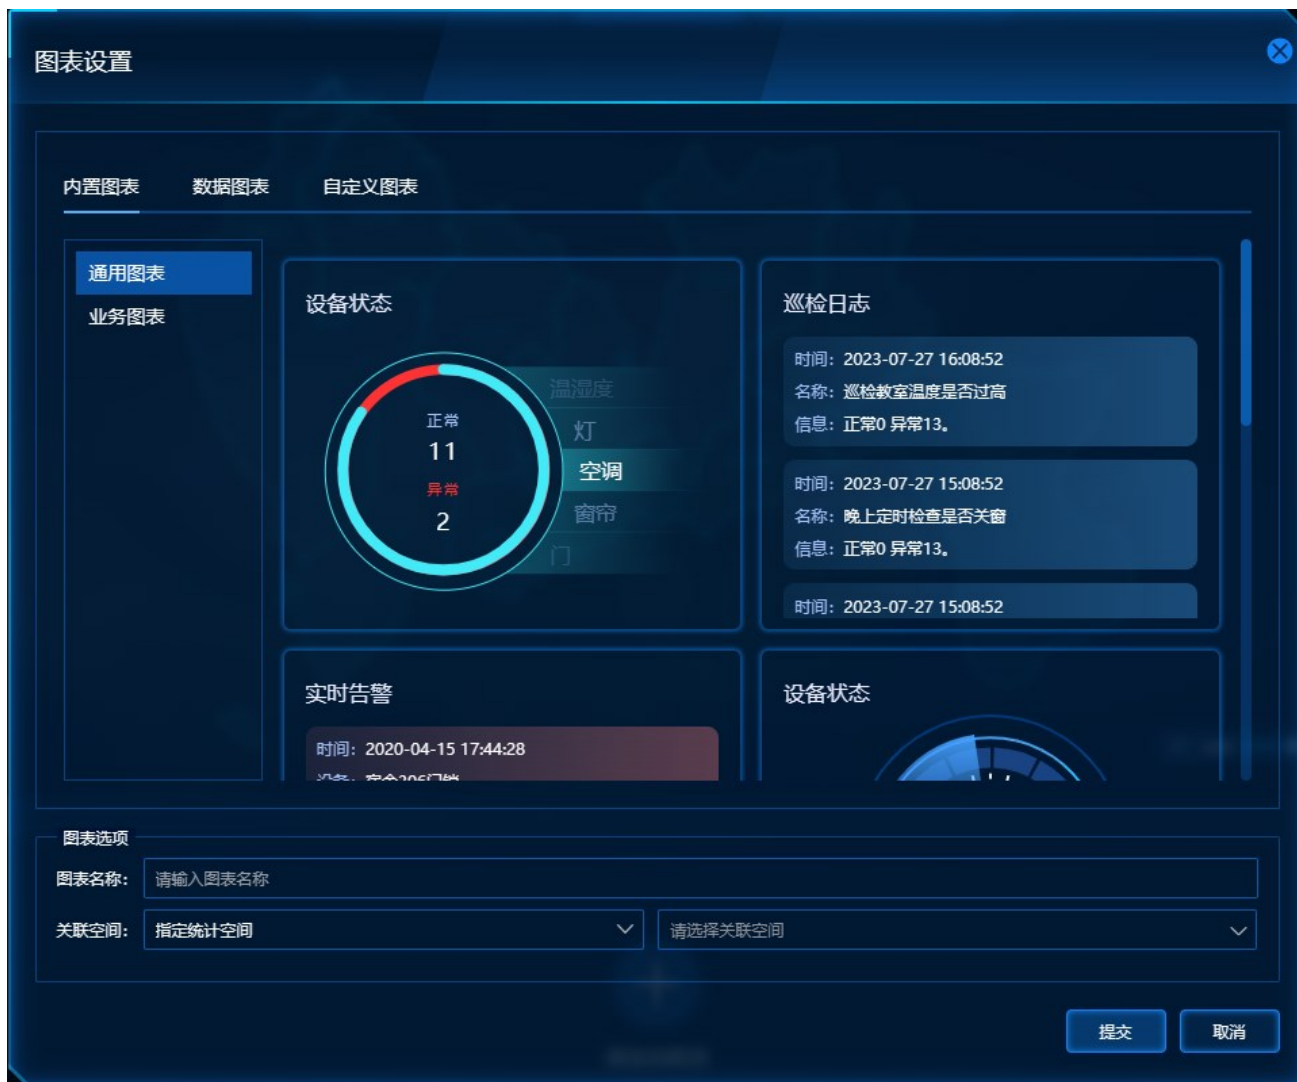 图表设置
内置图表 数据图表 自定义图表
通用图表
业务图表
设备状态
正常
11
异常
2
温湿度
灯
空调
窗帘
门
巡检日志
时间：2023-07-27 16:08:52
名称：巡检教室温度是否过高
信息：正常0 异常13。
时间：2023-07-27 15:08:52
名称：晚上定时检查是否关窗
信息：正常0 异常13。
时间：2023-07-27 15:08:52
实时告警
时间：2020-04-15 17:44:28
设备状态
图表选项
图表名称： 请输入图表名称
关联空间： 指定统计空间 请选择关联空间
提交 取消